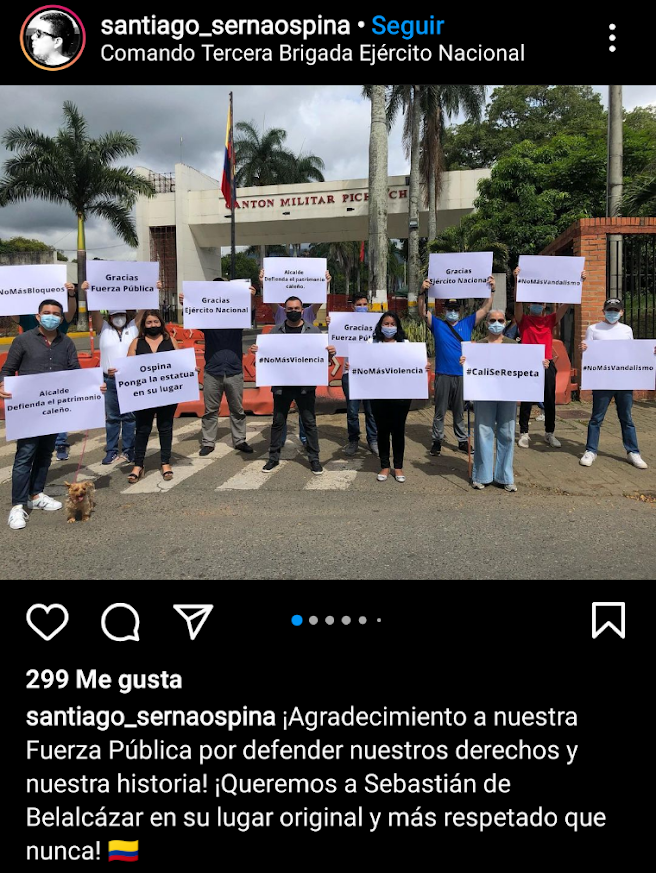 santiago_sernaospina • Seguir
Comando Tercera Brigada Ejército Nacional
CANTON MILITAR PICH CH
#NoMásBloqueos
Gracias
Fuerza Pública
Gracias
Ejército Nacional
Alcalde
Defienda el patrimonio
caleño.
Gracias
Fuerza Pú
Gracias
Ejército Nacional
#NoMásVandalismo
Alcalde
Defienda el patrimonio
caleño.
Ospina
Ponga la estatua
en su lugar
#NoMásViolencia
#NoMásViolencia
#CaliSeRespeta
#NoMásVandalismo
299 Me gusta
santiago_sernaospina ¡Agradecimiento a nuestra
Fuerza Pública por defender nuestros derechos y
nuestra historia! ¡Queremos a Sebastián de
Belalcázar en su lugar original y más respetado que
nunca! 🇨🇴